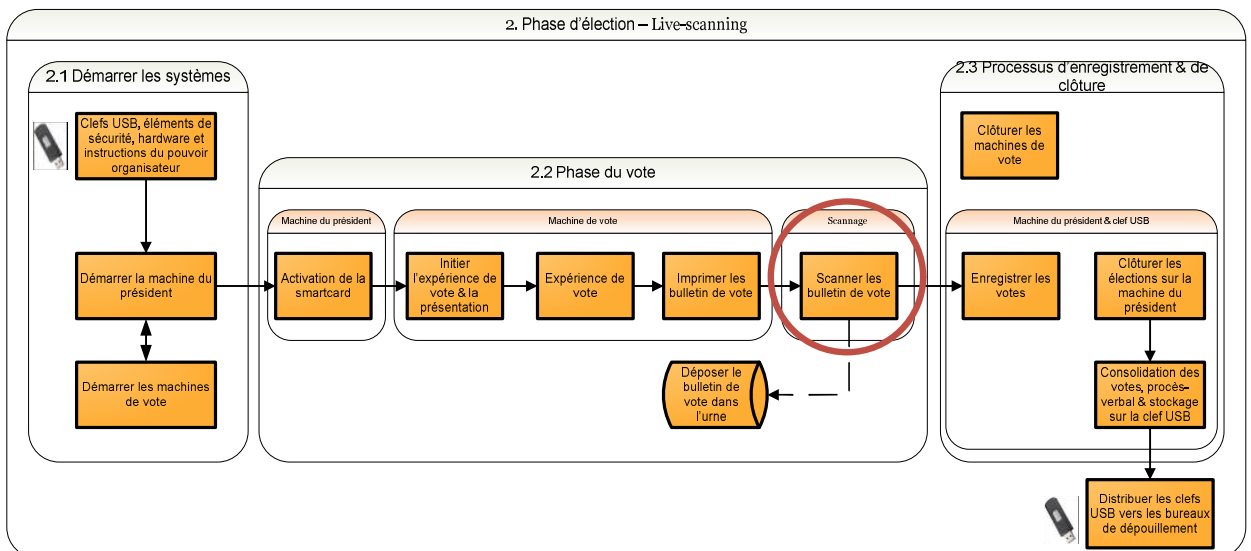 2. Phase d'élection – Live-scanning
2.1 Démarrer les systèmes
Clefs USB, éléments de
sécurité, hardware et
instructions du pouvoir
organisateur
Démarrer la machine du
président
Démarrer les machines
de vote
2.2 Phase du vote
Machine du président
Activation de la
smartcard
Machine de vote
Initier
l'expérience de
vote & la
présentation
Expérience de
vote
Imprimer les
bulletin de vote
Scannage
Scanner les
bulletin de vote
Déposer le
bulletin de
vote dans
l'urne
2.3 Processus d'enregistrement & de
clôture
Clôturer les
machines de
vote
Machine du président & clef USB
Enregistrer les
votes
Clôturer les
élections sur la
machine du
président
Consolidation des
votes, procès-
verbal & stockage
sur la clef USB
Distribuer les clefs
USB vers les bureaux
de dépouillement